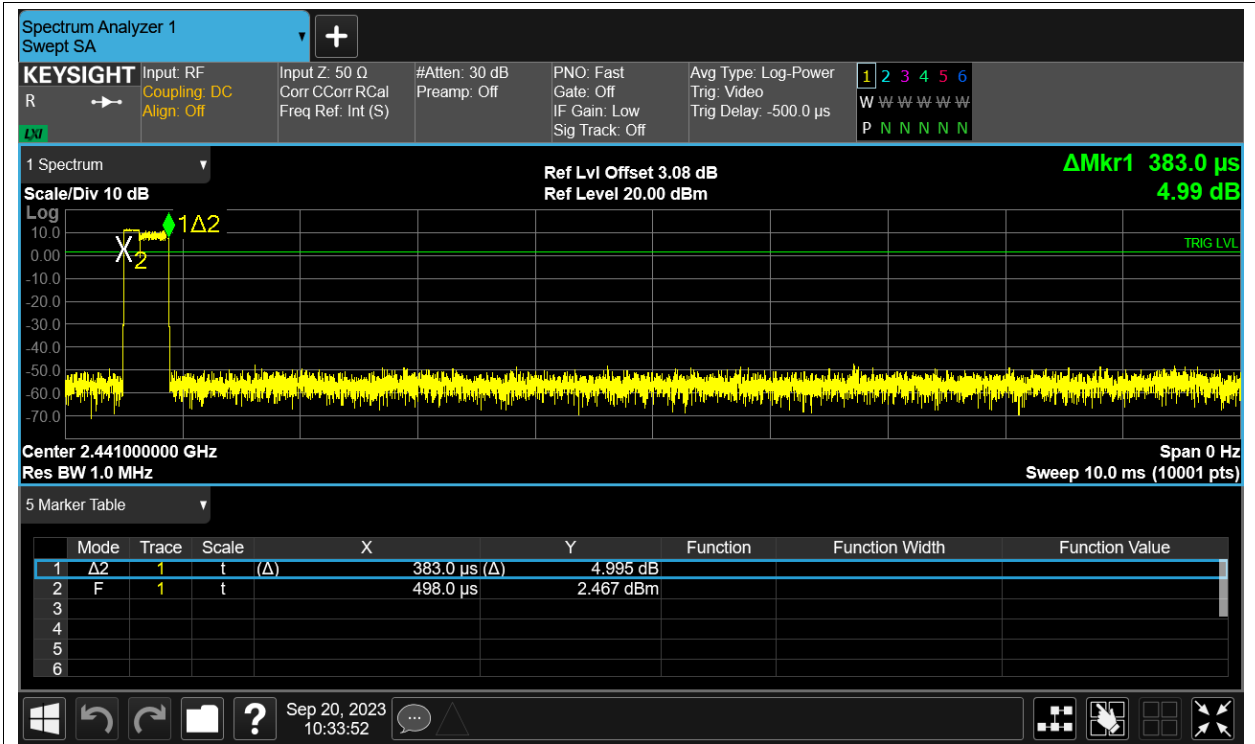 Spectrum Analyzer 1
Swept SA
KEYSIGHT
R
LXI
Input: RF
Coupling: DC
Align: Off
Input Z: 50 Ω
Corr CCorr RCal
Freq Ref: Int (S)
#Atten: 30 dB
Preamp: Off
PNO: Fast
Gate: Off
IF Gain: Low
Sig Track: Off
Avg Type: Log-Power
Trig: Video
Trig Delay: -500.0 µs
1 2 3 4 5 6
W W W W W W
P N N N N N
1 Spectrum
Scale/Div 10 dB
Ref Lvl Offset 3.08 dB
Ref Level 20.00 dBm
ΔMkr1 383.0 µs
4.99 dB
Log
10.0
0.00
-10.0
-20.0
-30.0
-40.0
-50.0
-60.0
-70.0
1Δ2
X2
TRIG LVL
Center 2.441000000 GHz
Res BW 1.0 MHz
Span 0 Hz
Sweep 10.0 ms (10001 pts)
5 Marker Table
Mode Trace Scale X Y Function Function Width Function Value
1 Δ2 1 t (Δ) 383.0 µs (Δ) 4.995 dB
2 F 1 t 498.0 µs 2.467 dBm
3
4
5
6
?
Sep 20, 2023
10:33:52